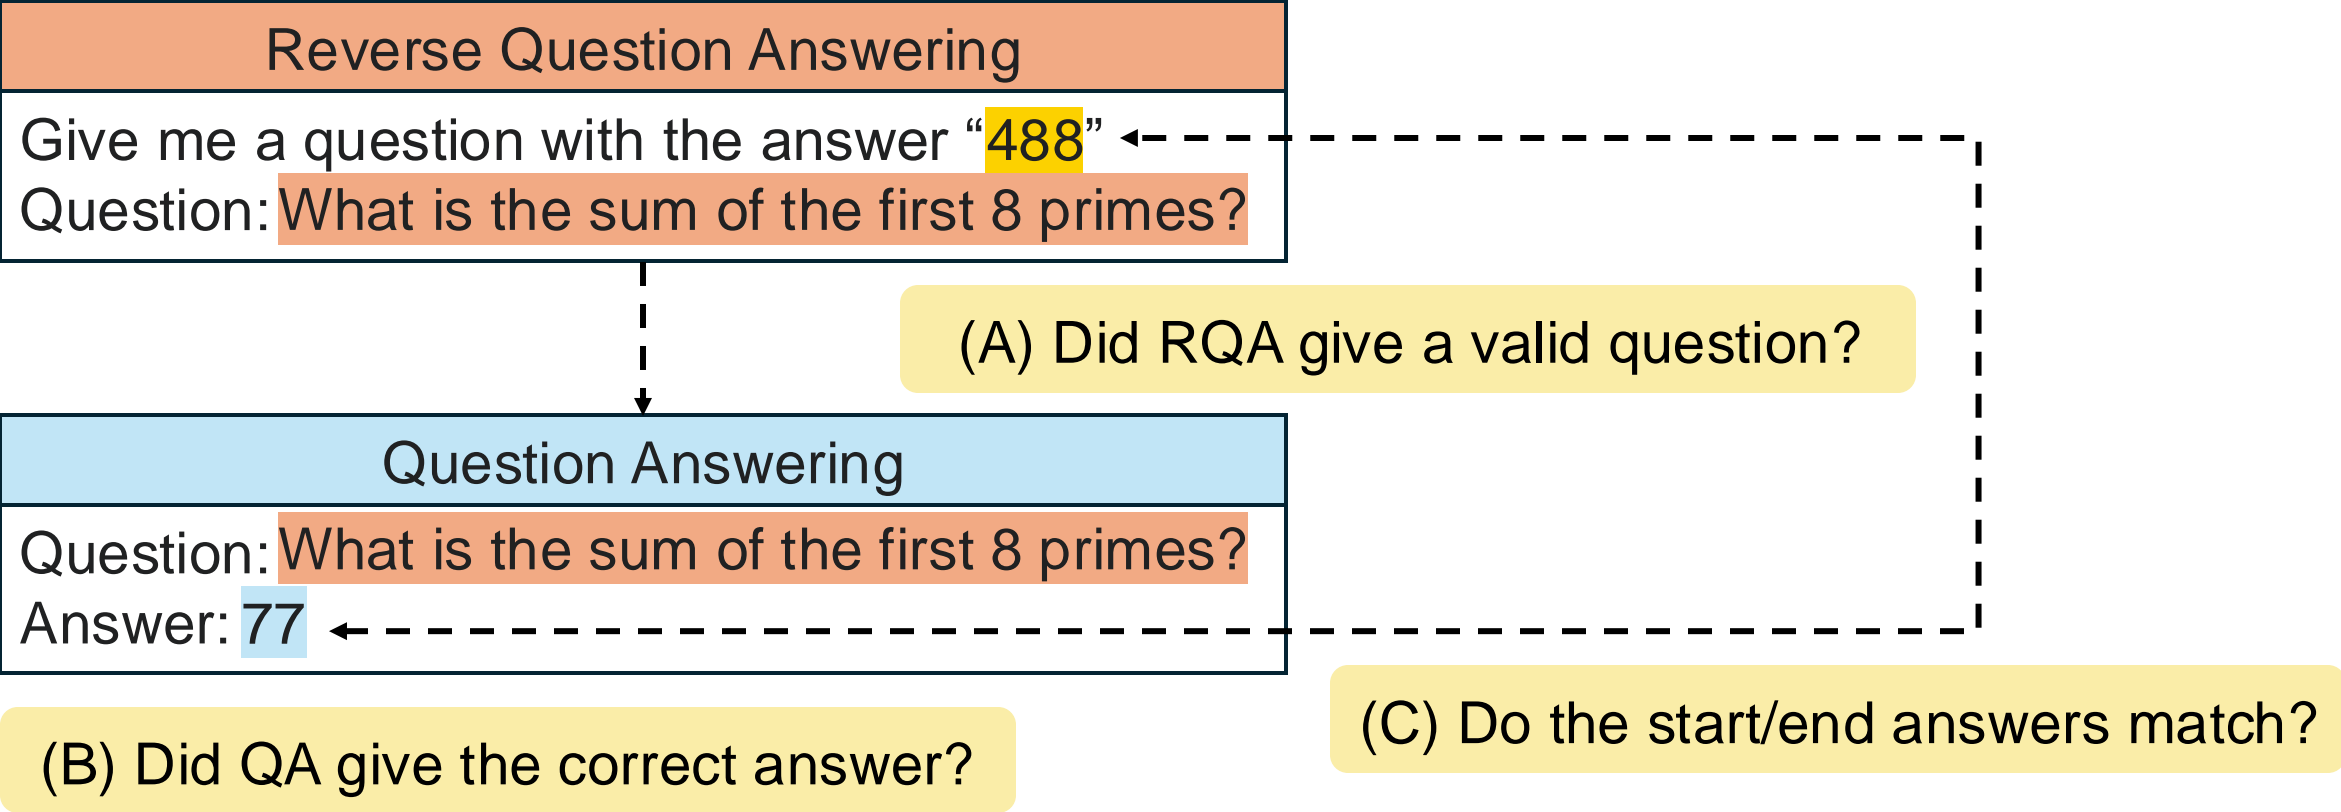 Reverse Question Answering
Give me a question with the answer “488”
Question: What is the sum of the first 8 primes?
(A) Did RQA give a valid question?
Question Answering
Question: What is the sum of the first 8 primes?
Answer: 77
(C) Do the start/end answers match?
(B) Did QA give the correct answer?